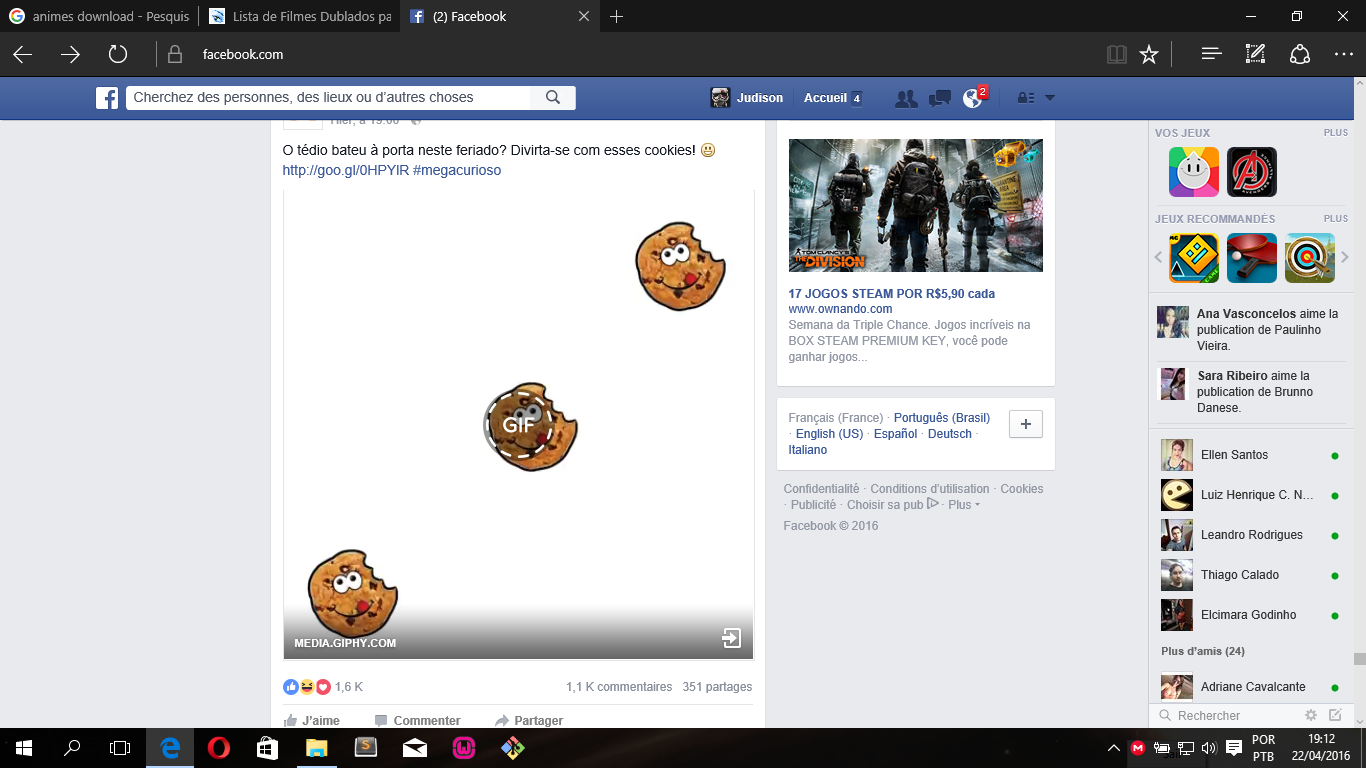 animes download - Pesquis
Lista de Filmes Dublados pa
(2) Facebook
facebook.com
Cherchez des personnes, des lieux ou d'autres choses
Judison
Accueil 4
2
O tédio bateu à porta neste feriado? Divirta-se com esses cookies! 😃
http://goo.gl/0HPYlR #megacurioso
GIF
MEDIA.GIPHY.COM
1,6 K
1,1 K commentaires 351 partages
J'aime Commenter Partager
TOM CLANCY'S
THE DIVISION
17 JOGOS STEAM POR R$5,90 cada
www.ownando.com
Semana da Triple Chance. Jogos incríveis na
BOX STEAM PREMIUM KEY, você pode
ganhar jogos...
Français (France) · Português (Brasil)
· English (US) · Español · Deutsch ·
Italiano
Confidentialité · Conditions d'utilisation · Cookies
· Publicité · Choisir sa pub · Plus
Facebook © 2016
VOS JEUX PLUS
JEUX RECOMMANDÉS PLUS
Ana Vasconcelos aime la
publication de Paulinho
Vieira.
Sara Ribeiro aime la
publication de Brunno
Danese.
Ellen Santos
Luiz Henrique C. N...
Leandro Rodrigues
Thiago Calado
Elcimara Godinho
Plus d'amis (24)
Adriane Cavalcante
Rechercher
POR
PTB
19:12
22/04/2016